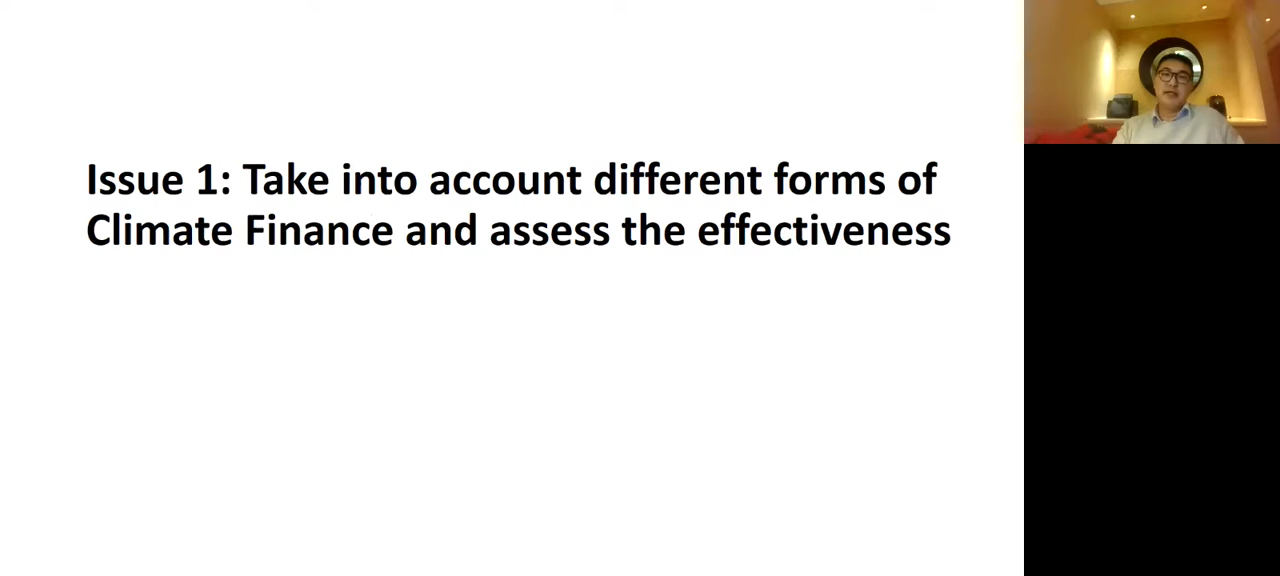 Issue 1: Take into account different forms of
Climate Finance and assess the effectiveness